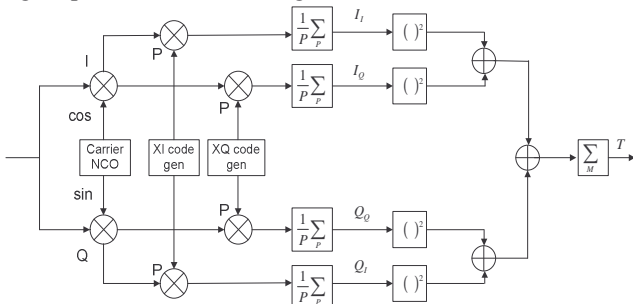 I_I
P
1/P ∑ P
( )²
I
P
I_Q
1/P ∑ P
( )²
cos
Carrier NCO
XI code gen
XQ code gen
∑ M
T
sin
P
Q_Q
1/P ∑ P
( )²
Q
P
Q_I
1/P ∑ P
( )²